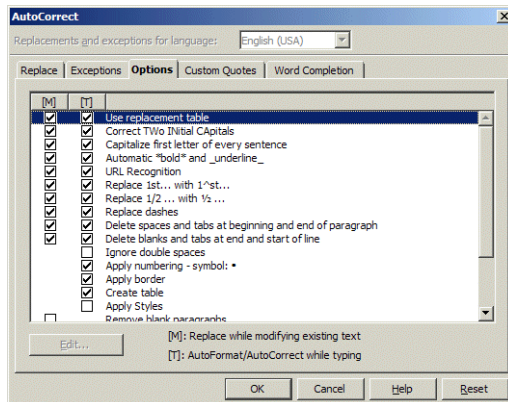 AutoCorrect
Replacements and exceptions for language: English (USA)
Replace Exceptions Options Custom Quotes Word Completion
[M] [T]
Use replacement table
Correct TWo INitial CApitals
Capitalize first letter of every sentence
Automatic *bold* and _underline_
URL Recognition
Replace 1st... with 1^st...
Replace 1/2 ... with ½ ...
Replace dashes
Delete spaces and tabs at beginning and end of paragraph
Delete blanks and tabs at end and start of line
Ignore double spaces
Apply numbering - symbol: •
Apply border
Create table
Apply Styles
Remove blank paragraphs
Edit...
[M]: Replace while modifying existing text
[T]: AutoFormat/AutoCorrect while typing
OK Cancel Help Reset